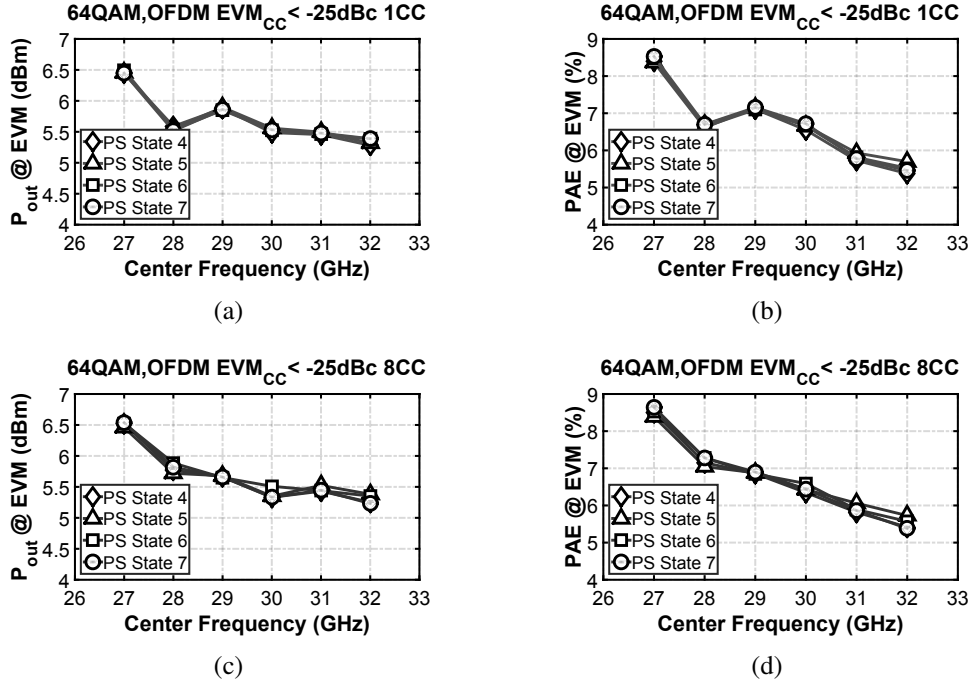 64QAM,OFDM EVM_CC< -25dBc 1CC
P_out @ EVM (dBm)
7
6.5
6
5.5
5
4.5
4
PS State 4
PS State 5
PS State 6
PS State 7
26 27 28 29 30 31 32 33
Center Frequency (GHz)
(a)
64QAM,OFDM EVM_CC< -25dBc 1CC
PAE @ EVM (%)
9
8
7
6
5
4
PS State 4
PS State 5
PS State 6
PS State 7
26 27 28 29 30 31 32 33
Center Frequency (GHz)
(b)
64QAM,OFDM EVM_CC< -25dBc 8CC
P_out @ EVM (dBm)
7
6.5
6
5.5
5
4.5
4
PS State 4
PS State 5
PS State 6
PS State 7
26 27 28 29 30 31 32 33
Center Frequency (GHz)
(c)
64QAM,OFDM EVM_CC< -25dBc 8CC
PAE @ EVM (%)
9
8
7
6
5
4
PS State 4
PS State 5
PS State 6
PS State 7
26 27 28 29 30 31 32 33
Center Frequency (GHz)
(d)